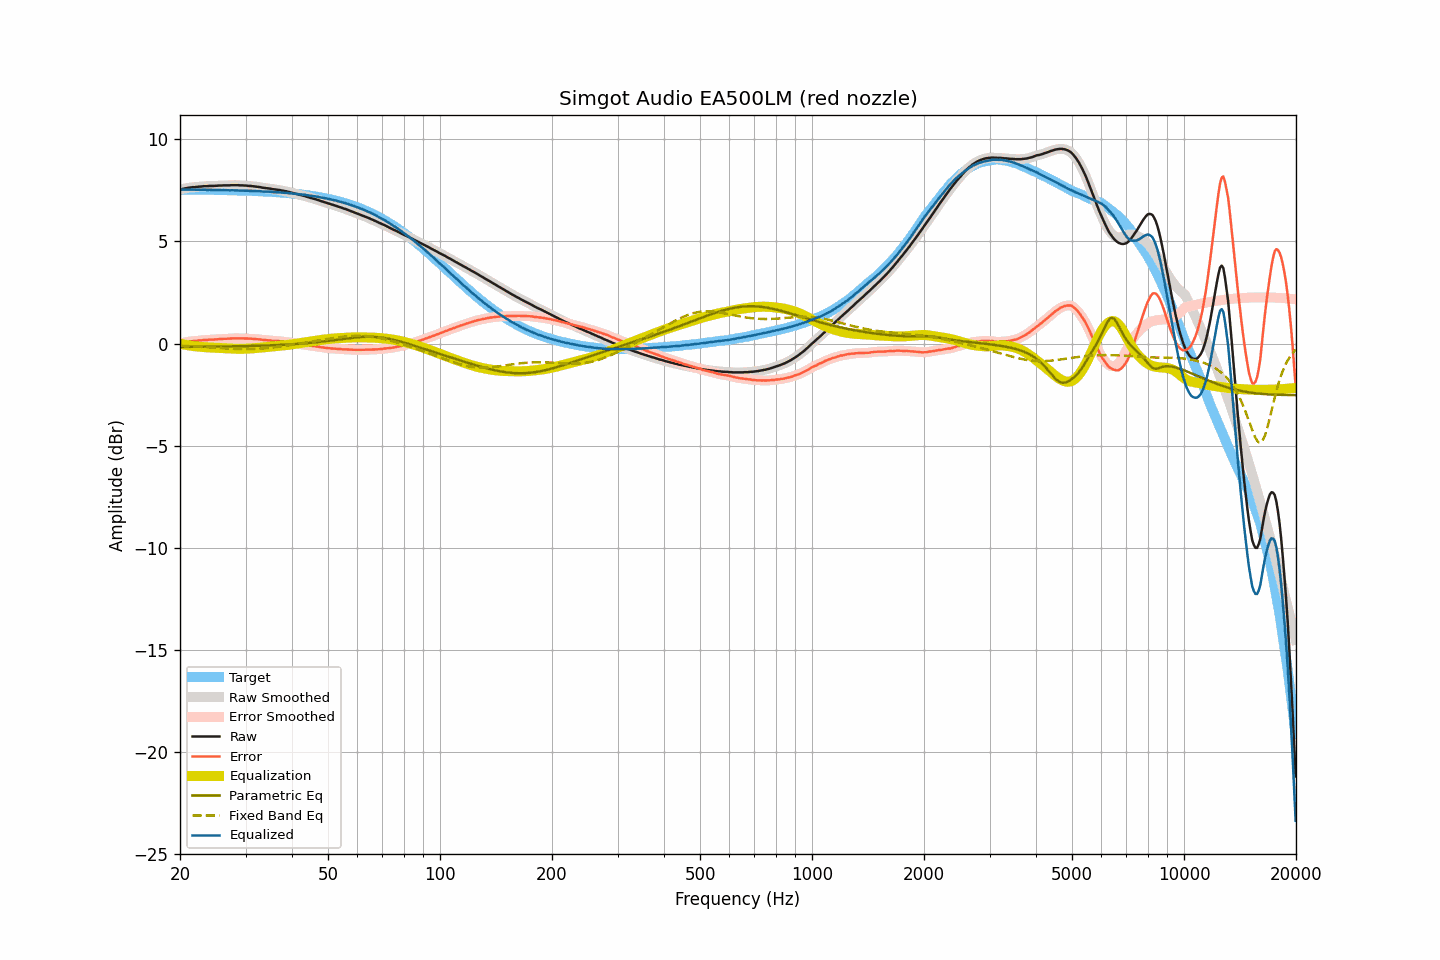 Simgot Audio EA500LM (red nozzle)
10
5
0
−5
−10
−15
−20
−25
Amplitude (dBr)
Target
Raw Smoothed
Error Smoothed
Raw
Error
Equalization
Parametric Eq
Fixed Band Eq
Equalized
20 50 100 200 500 1000 2000 5000 10000 20000
Frequency (Hz)